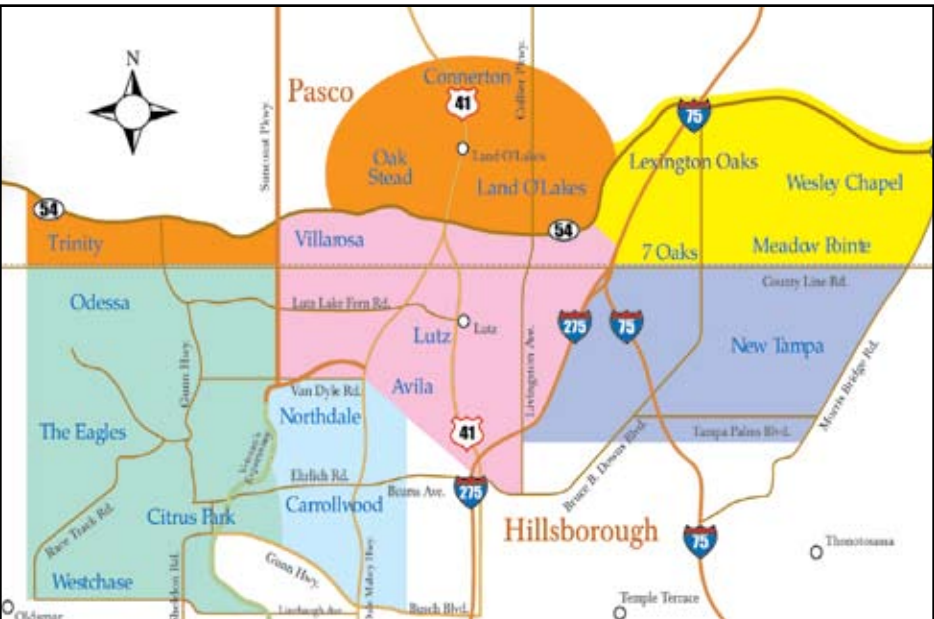 N
Pasco
Connerton
41
Collier Pkwy.
75
Suncoast Pkwy
Land O'Lakes
Oak
Stead
Land O'Lakes
Lexington Oaks
Wesley Chapel
54
Trinity
Villarosa
54
7 Oaks
Meadow Pointe
County Line Rd.
Odessa
Lutz Lake Fern Rd.
Lutz
Lutz
275
75
New Tampa
Gunn Hwy
Livingston Ave.
Morris Bridge Rd.
Van Dyke Rd.
Avila
Northdale
The Eagles
41
Tampa Palms Blvd.
Bruce B. Downs Blvd.
Ehrlich Rd.
Bearss Ave.
275
Carrollwood
Citrus Park
Race Track Rd.
Hillsborough
75
Thonotosassa
Gunn Hwy.
Westchase
Sheldon Rd.
Linebaugh Ave.
Dale Mabry Hwy.
Busch Blvd.
Temple Terrace
Oldsmar